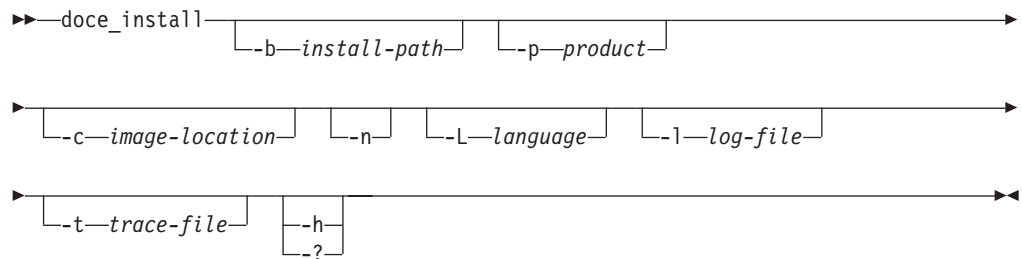 doce_install
-b install-path -p product
-c image-location -n -L language -l log-file
-t trace-file -h
-?